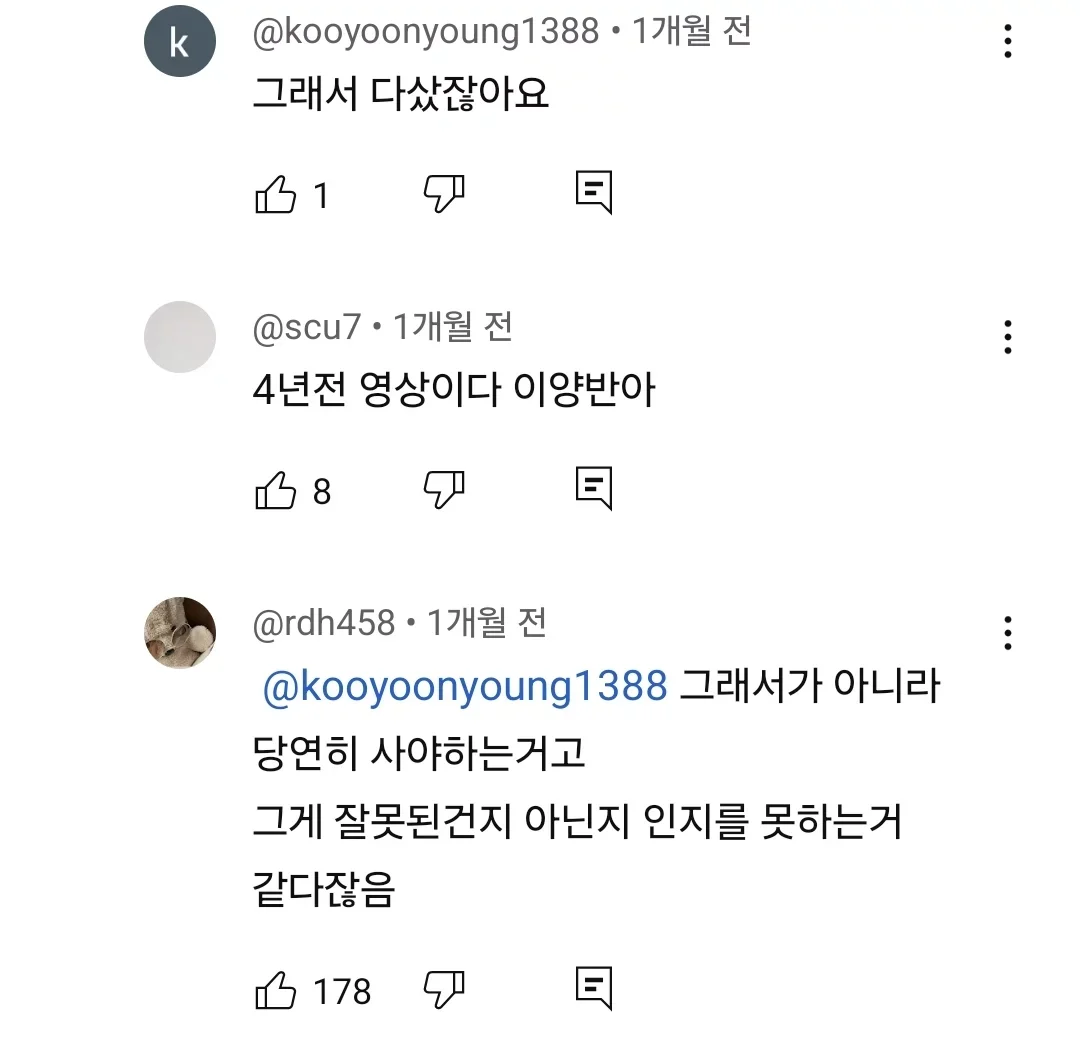 k
@kooyoonyoung1388 • 1개월 전
그래서 다샀잖아요
1
@scu7 • 1개월 전
4년전 영상이다 이양반아
8
@rdh458 • 1개월 전
@kooyoonyoung1388 그래서가 아니라
당연히 사야하는거고
그게 잘못된건지 아닌지 인지를 못하는거
같다잖음
178